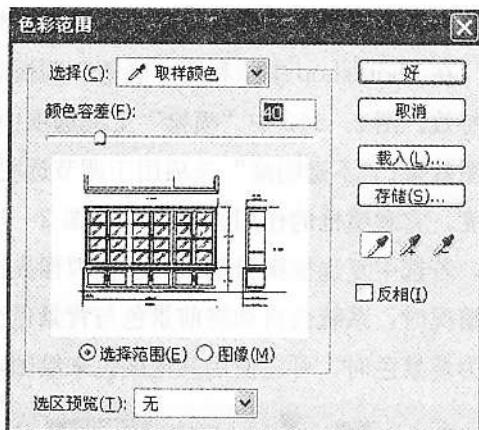 色彩范围
选择(C): 取样颜色
颜色容差(F): 40
选择范围(E) 图像(M)
选区预览(T): 无
好
取消
载入(L)...
存储(S)...
反相(I)